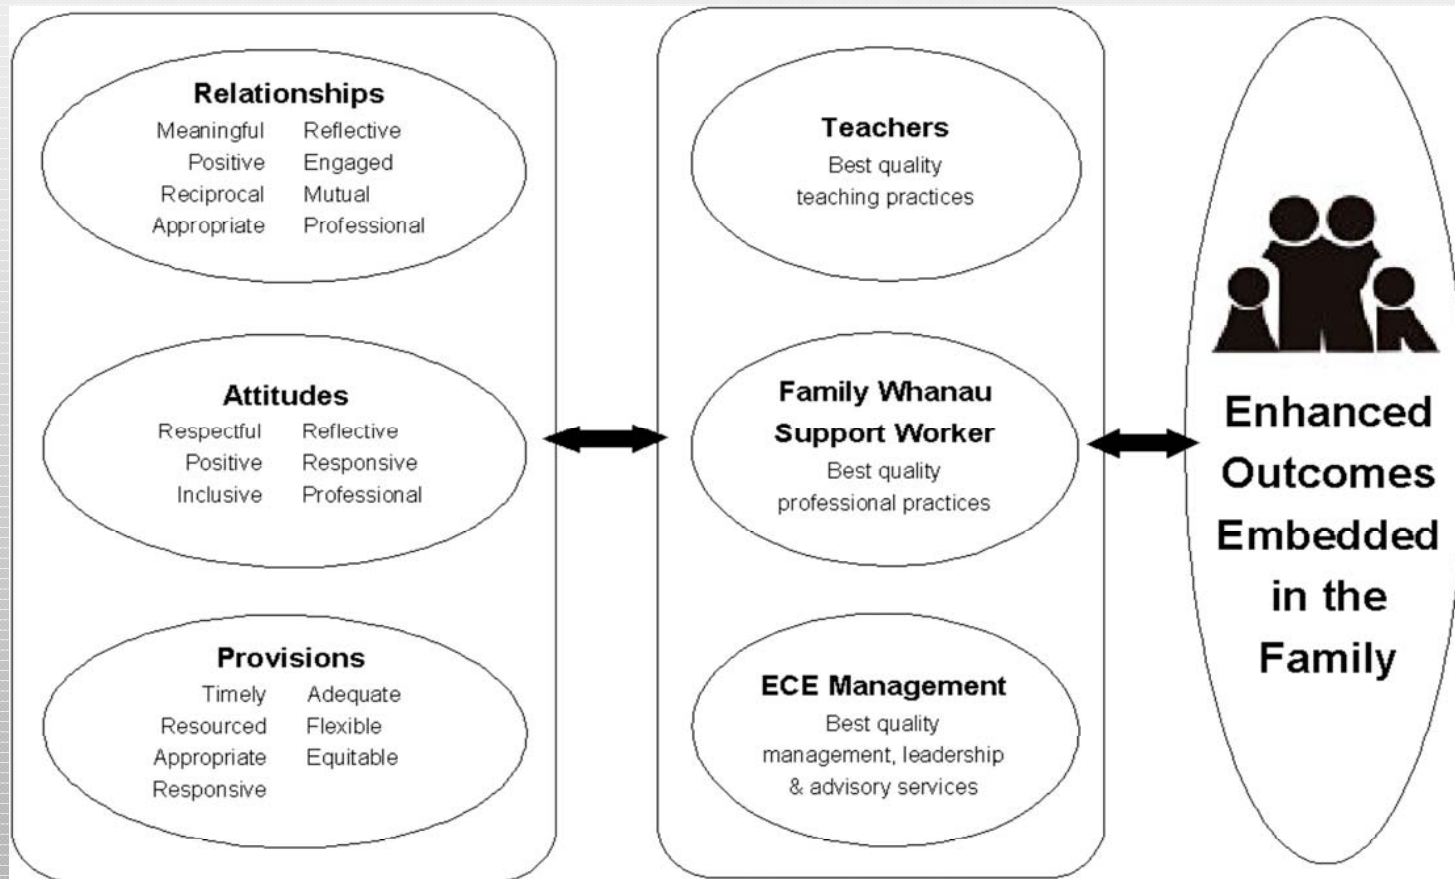 Relationships
Meaningful Reflective
Positive Engaged
Reciprocal Mutual
Appropriate Professional
Attitudes
Respectful Reflective
Positive Responsive
Inclusive Professional
Provisions
Timely Adequate
Resourced Flexible
Appropriate Equitable
Responsive
Teachers
Best quality
teaching practices
Family Whanau
Support Worker
Best quality
professional practices
ECE Management
Best quality
management, leadership
& advisory services
Enhanced
Outcomes
Embedded
in the
Family